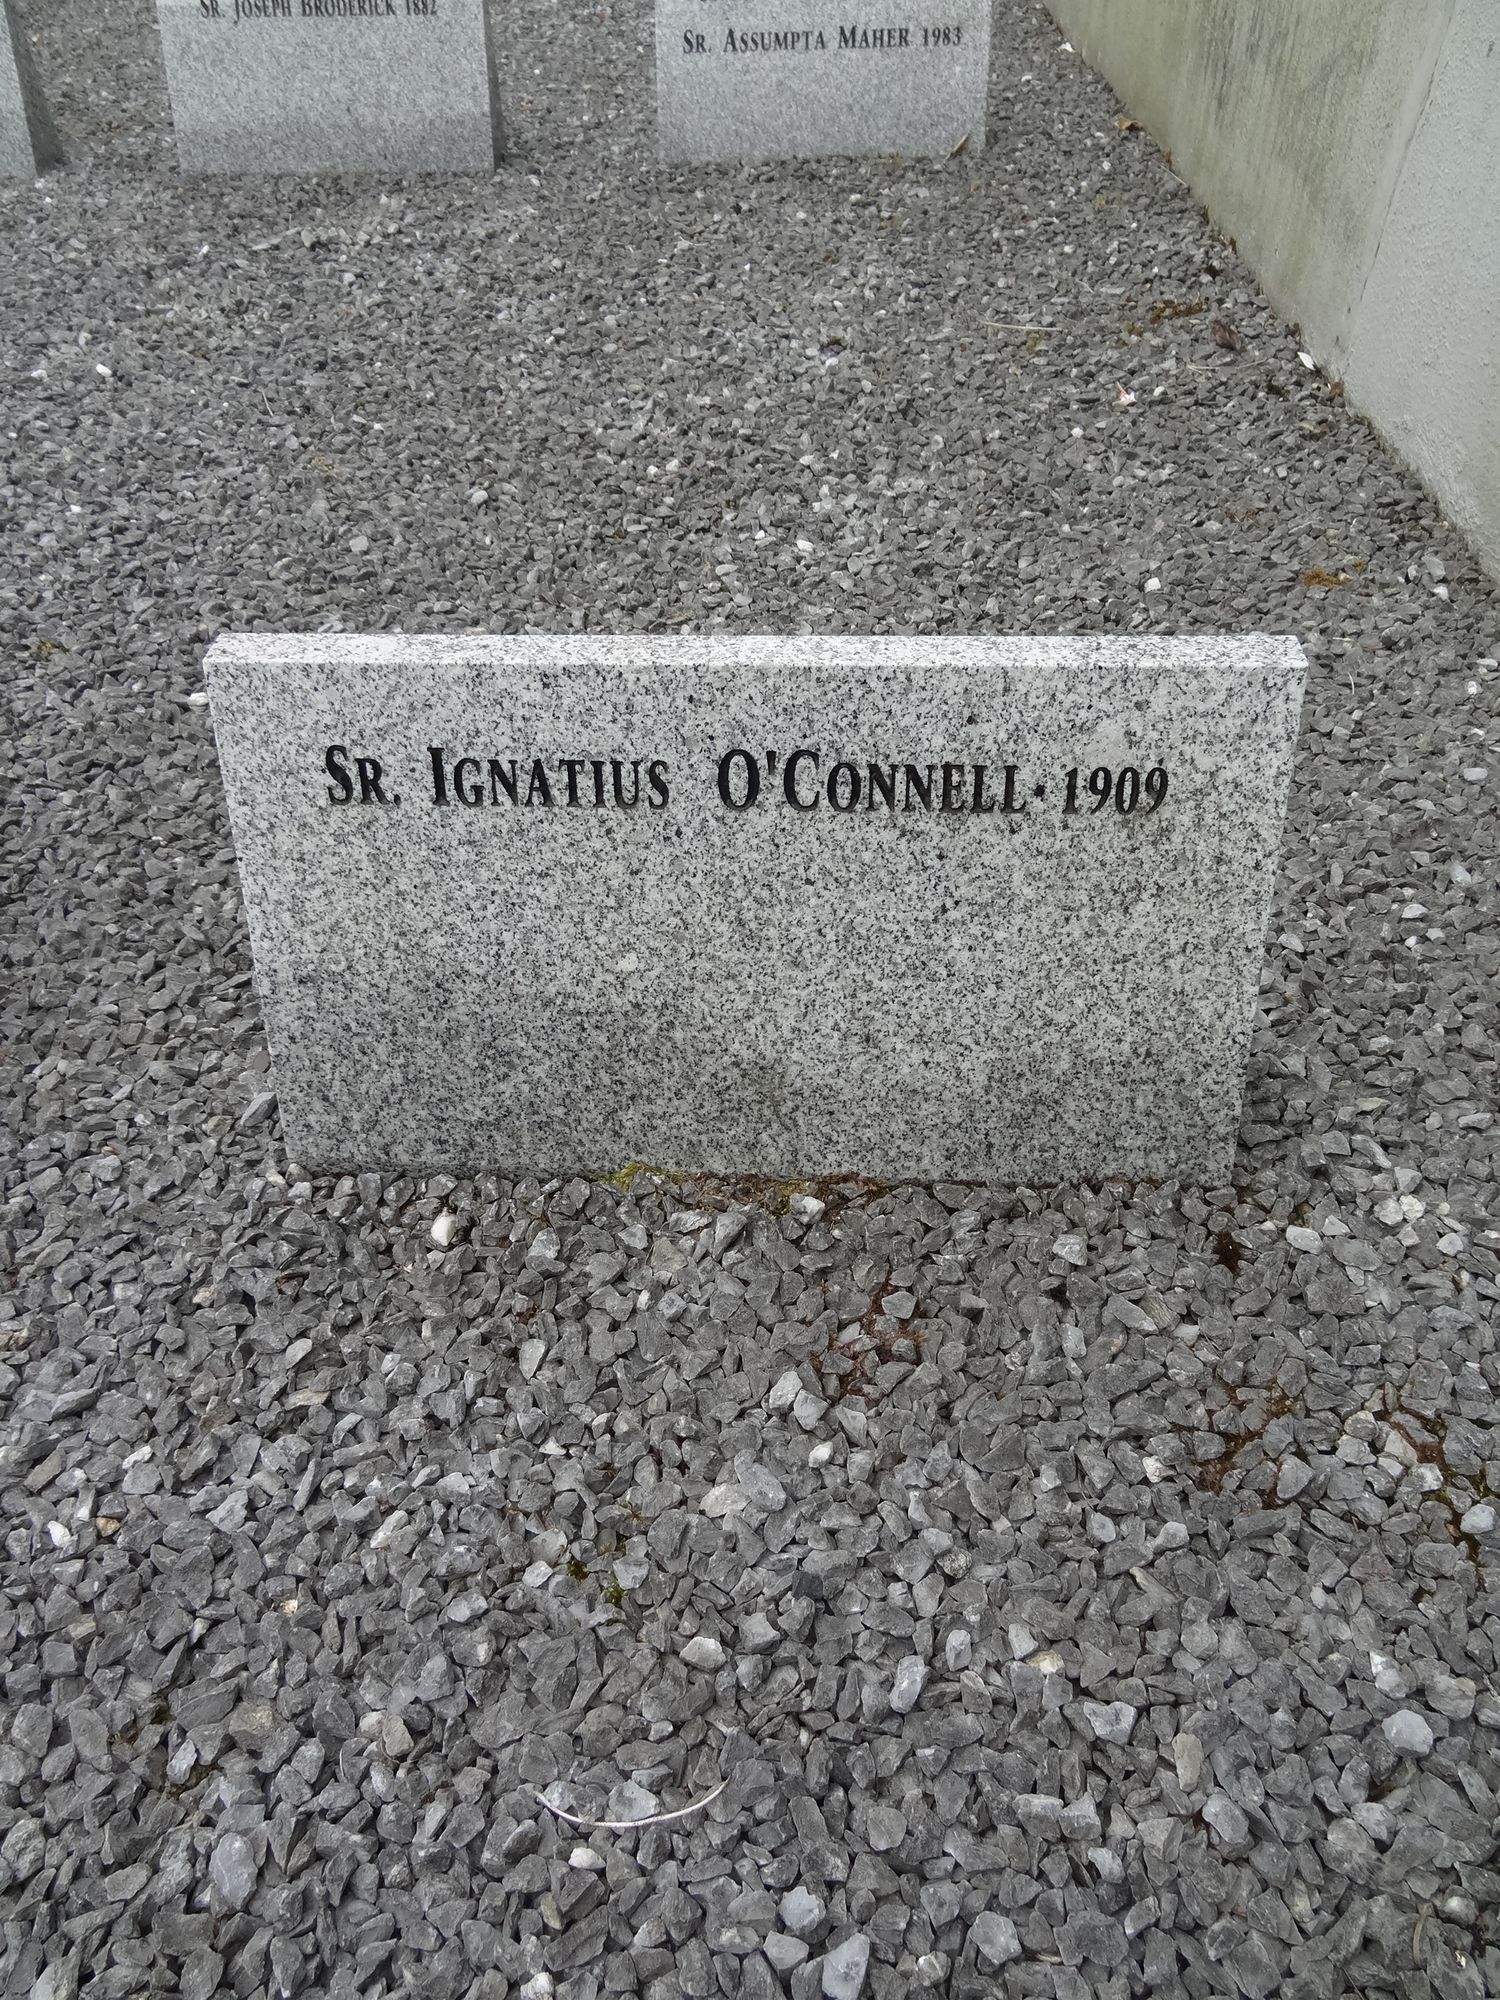 Sr. Joseph Broderick 1882
Sr. Assumpta Maher 1983
Sr. Ignatius O'Connell · 1909